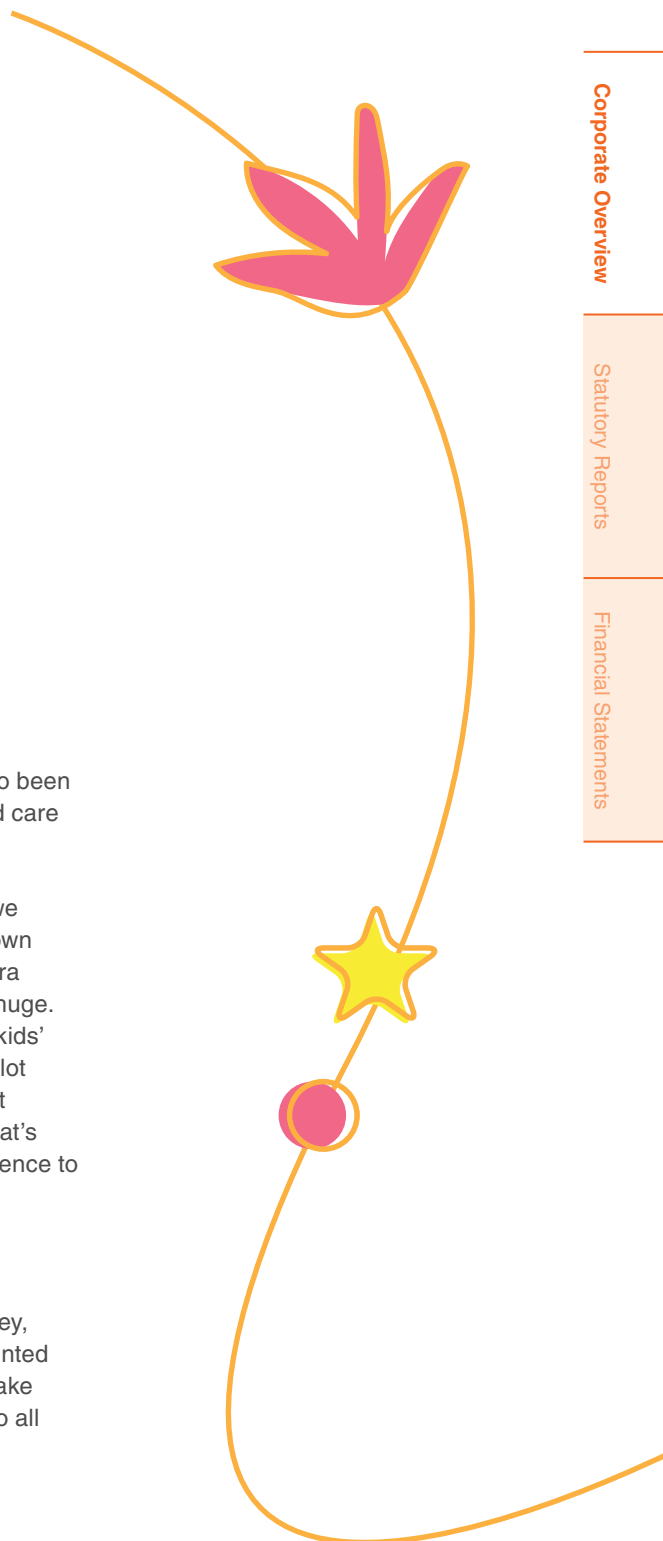 Corporate Overview
Statutory Reports
Financial Statements
o been
d care
ve
own
ra
huge.
kids’
lot
t
at’s
ence to
ey,
nted
ake
o all